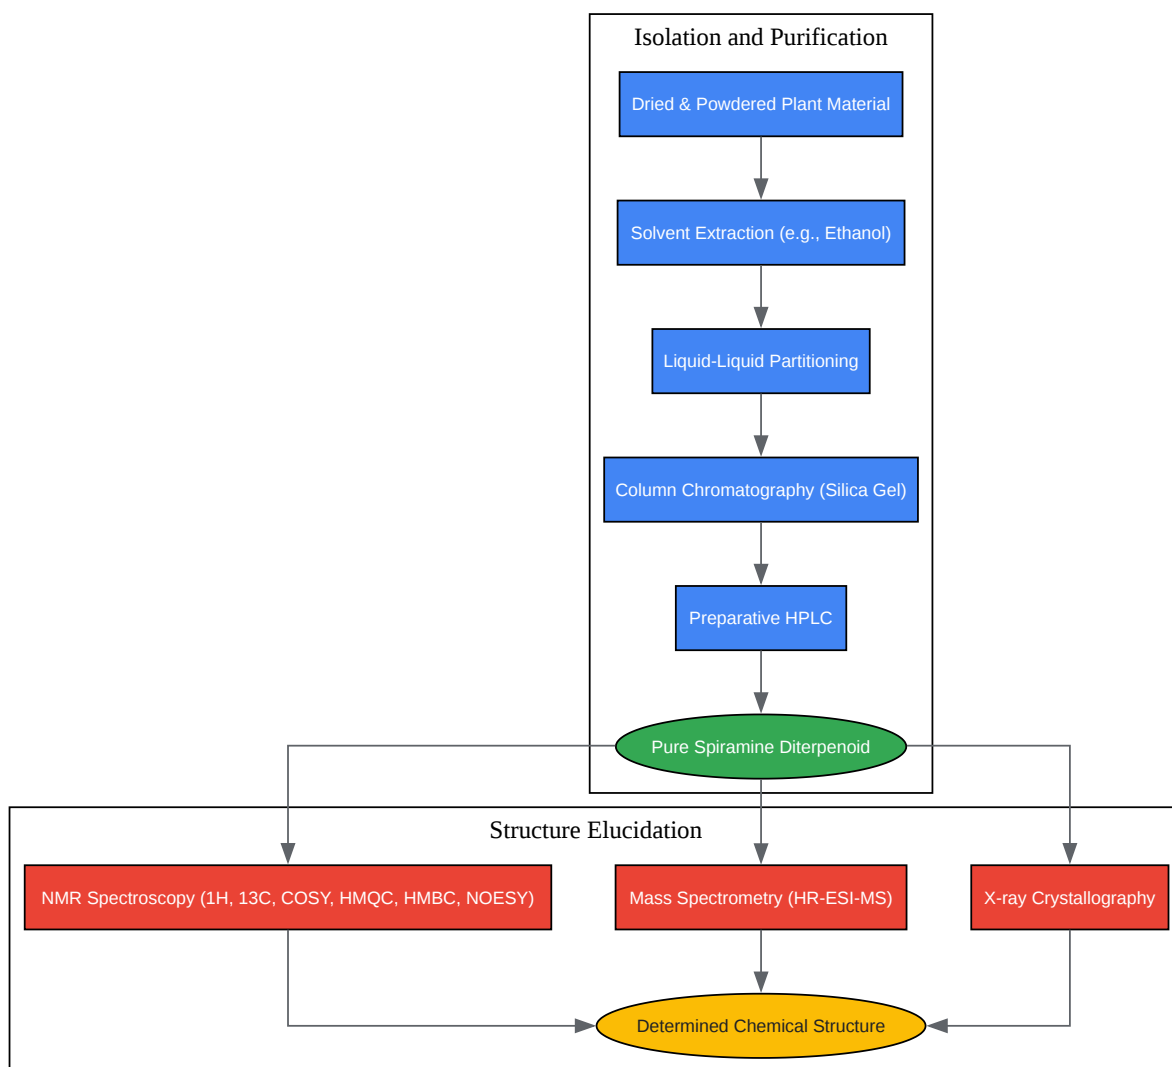 Isolation and Purification
Dried & Powdered Plant Material
Solvent Extraction (e.g., Ethanol)
Liquid-Liquid Partitioning
Column Chromatography (Silica Gel)
Preparative HPLC
Pure Spiramine Diterpenoid
Structure Elucidation
NMR Spectroscopy (1H, 13C, COSY, HMQC, HMBC, NOESY)
Mass Spectrometry (HR-ESI-MS)
X-ray Crystallography
Determined Chemical Structure